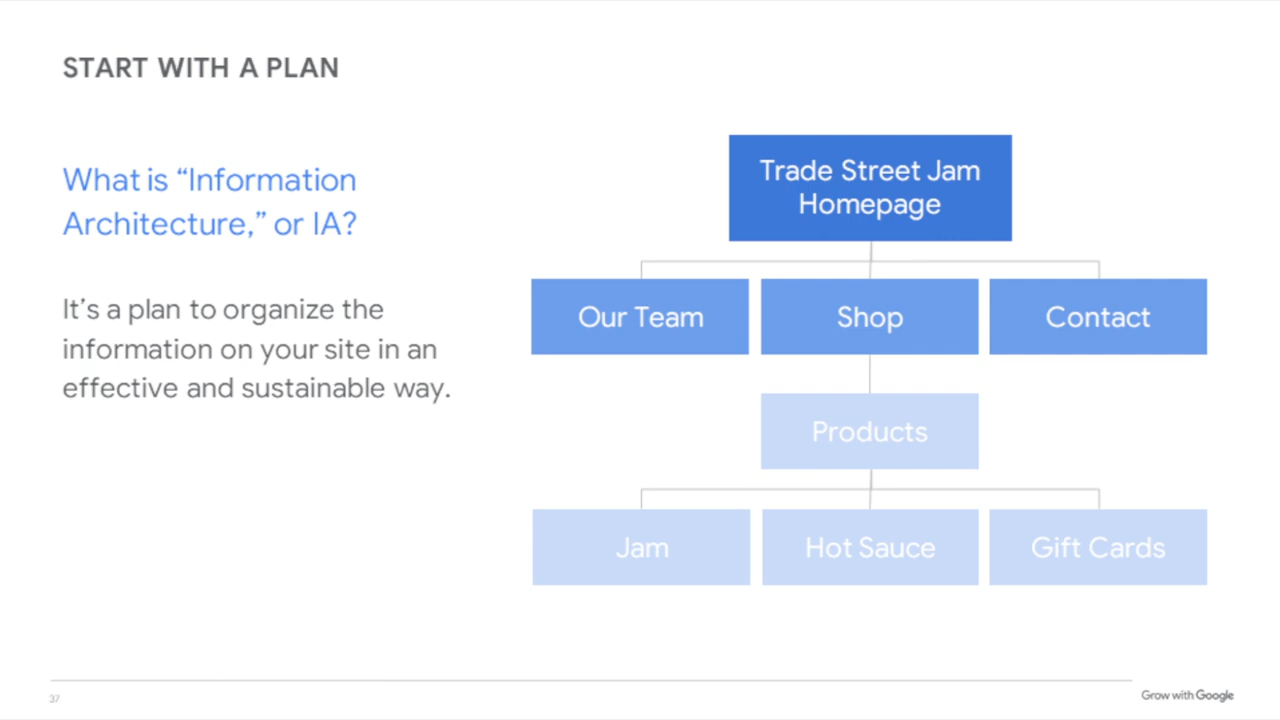 START WITH A PLAN
What is “Information
Architecture,” or IA?
It’s a plan to organize the
information on your site in an
effective and sustainable way.
Trade Street Jam
Homepage
Our Team
Shop
Contact
Products
Jam
Hot Sauce
Gift Cards
37
Grow with Google